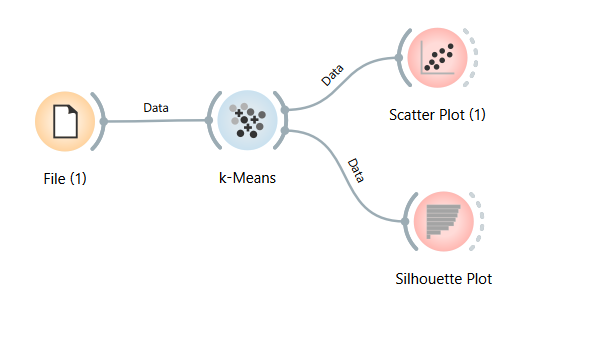 Data
Scatter Plot (1)
Data
File (1)
k-Means
Data
Silhouette Plot